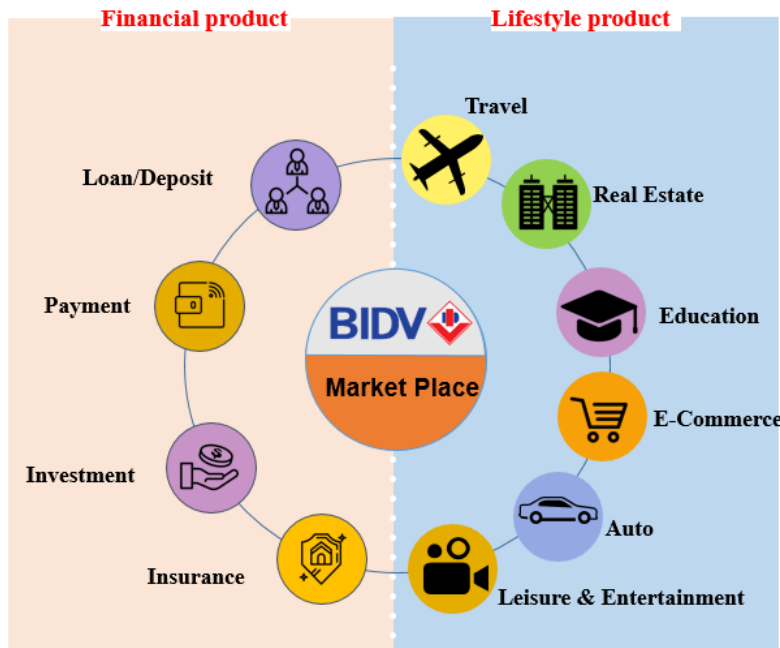 Financial product
Lifestyle product
Travel
Loan/Deposit
Real Estate
Payment
Education
BIDV
Market Place
E-Commerce
Investment
Auto
Insurance
Leisure & Entertainment